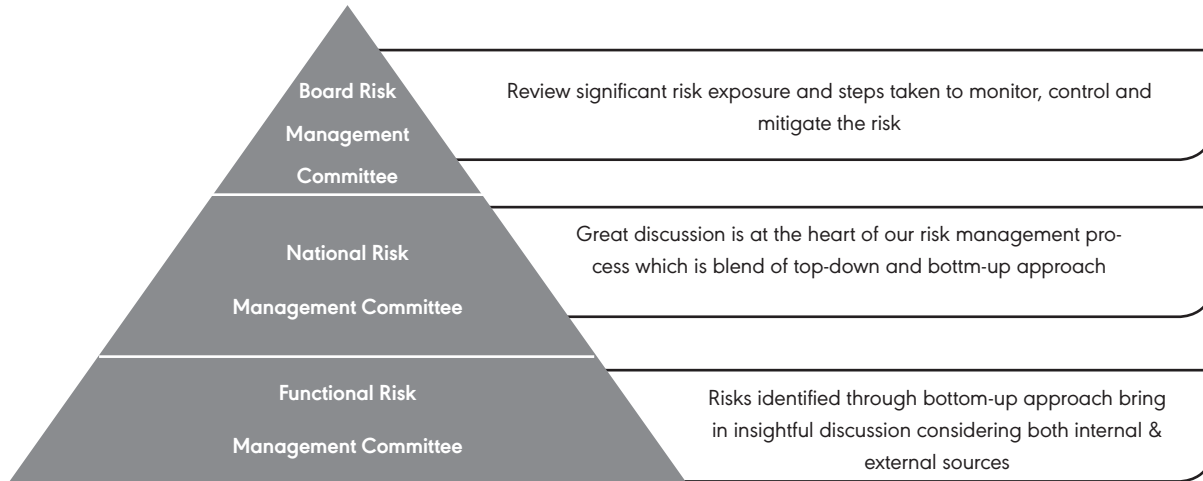 Board Risk
Management
Committee
Review significant risk exposure and steps taken to monitor, control and
mitigate the risk
National Risk
Management Committee
Great discussion is at the heart of our risk management pro-
cess which is blend of top-down and bottm-up approach
Functional Risk
Management Committee
Risks identified through bottom-up approach bring
in insightful discussion considering both internal &
external sources